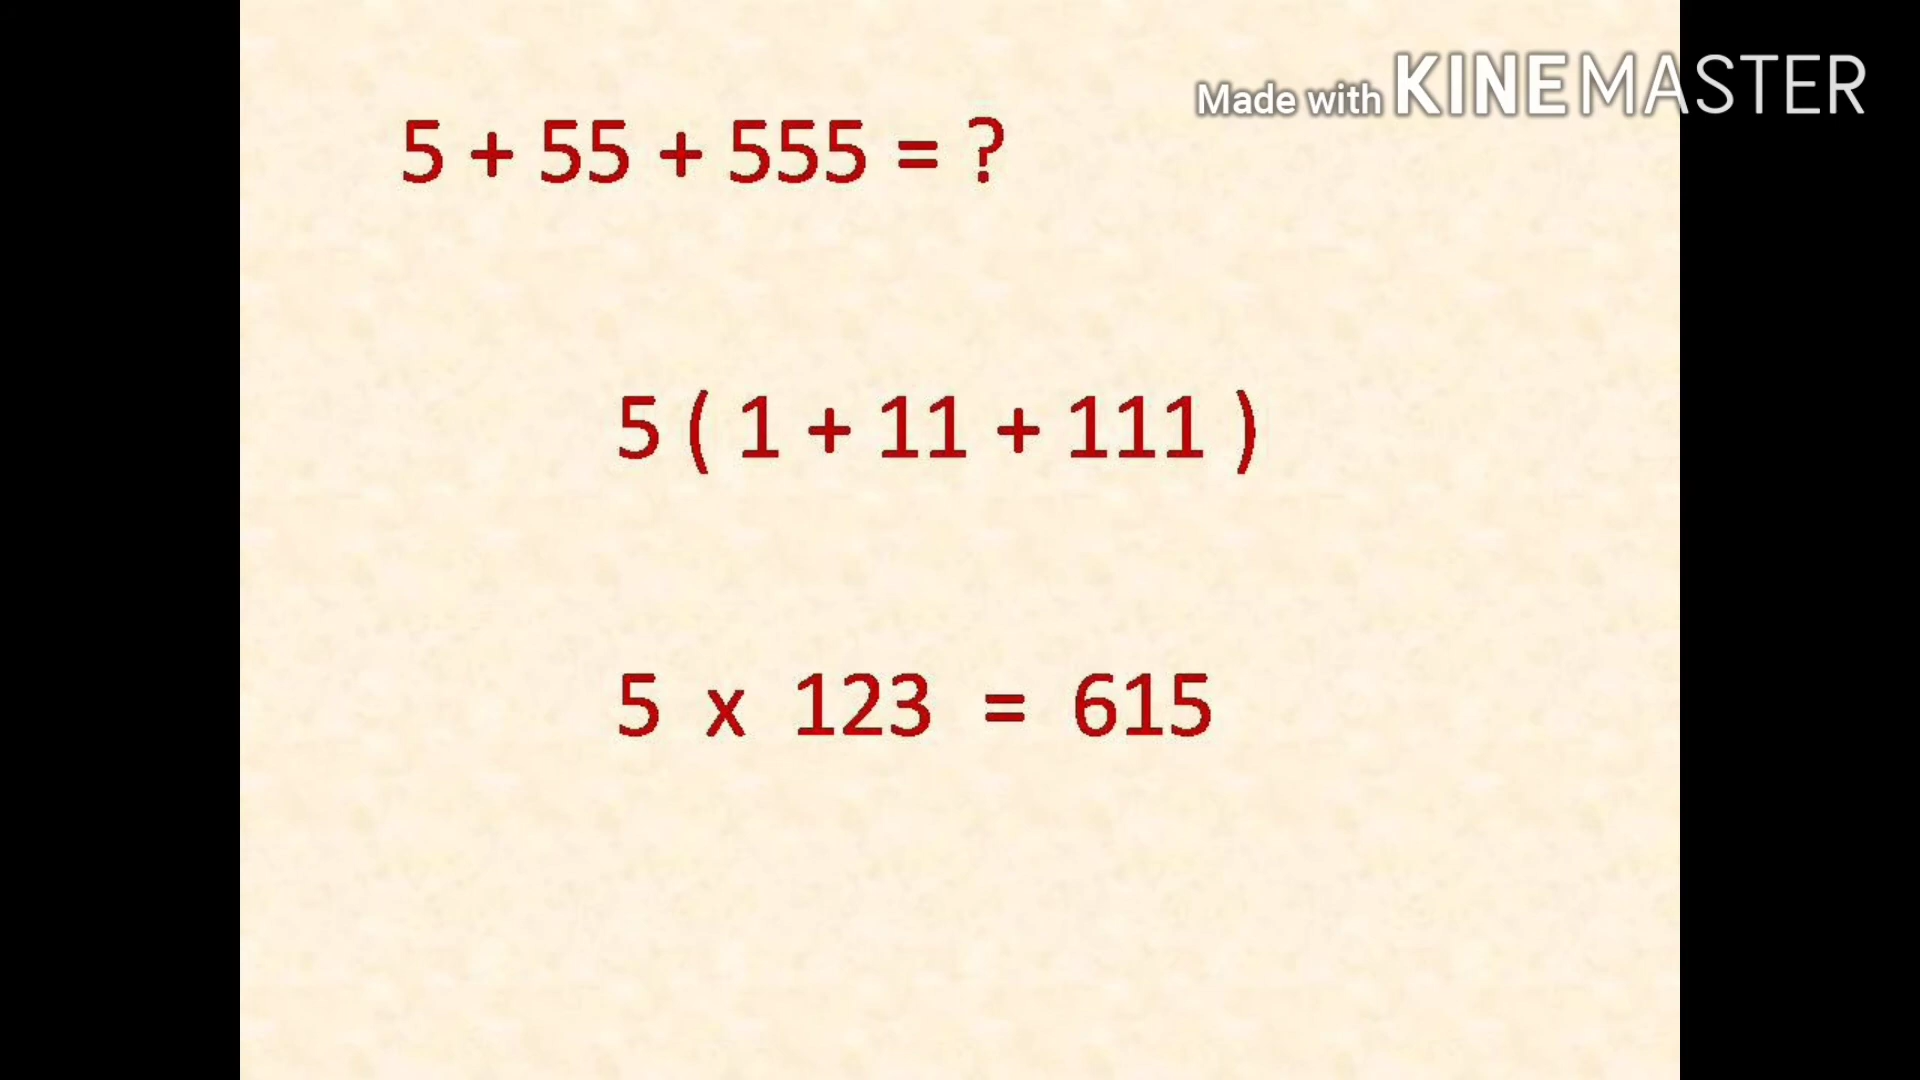 Made with KINEMASTER
5 + 55 + 555 = ?
5 ( 1 + 11 + 111 )
5 x 123 = 615